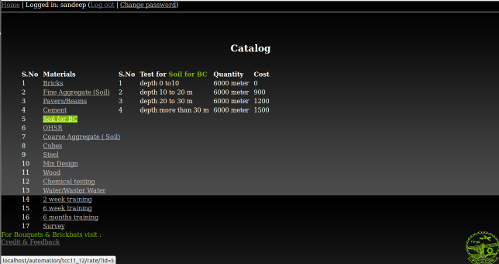 Home | Logged in: sandeep (Log out | Change password)
Catalog
S.No Materials
1 Bricks
2 Fine Aggregate (Soil)
3 Pavers/Beams
4 Cement
5 Soil for BC
6 OHSR
7 Coarse Aggregate ( Soil)
8 Cubes
9 Steel
10 Mix Design
11 Wood
12 Chemical testing
13 Water/Waster Water
14 2 week training
15 6 week training
16 6 months training
17 Survey
S.No Test for Soil for BC Quantity Cost
1 depth 0 to10 6000 meter 0
2 depth 10 to 20 m 6000 meter 900
3 depth 20 to 30 m 6000 meter 1200
4 depth more than 30 m 6000 meter 1500
For Bouquets & Brickbats visit :
Credit & Feedback
localhost/automation/tcc11_12/rate/?id=5